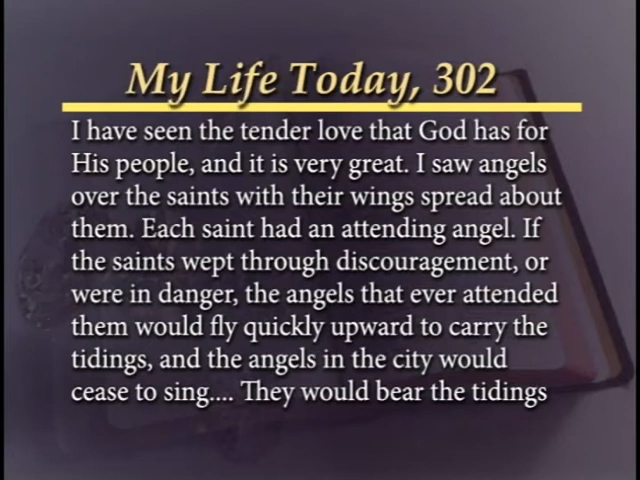 My Life Today, 302
I have seen the tender love that God has for
His people, and it is very great. I saw angels
over the saints with their wings spread about
them. Each saint had an attending angel. If
the saints wept through discouragement, or
were in danger, the angels that ever attended
them would fly quickly upward to carry the
tidings, and the angels in the city would
cease to sing.... They would bear the tidings